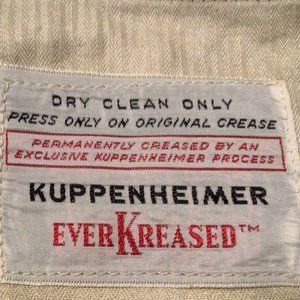 DRY CLEAN ONLY
PRESS ONLY ON ORIGINAL CREASE
PERMANENTLY CREASED BY AN
EXCLUSIVE KUPPENHEIMER PROCESS
KUPPENHEIMER
EVERKREASED™